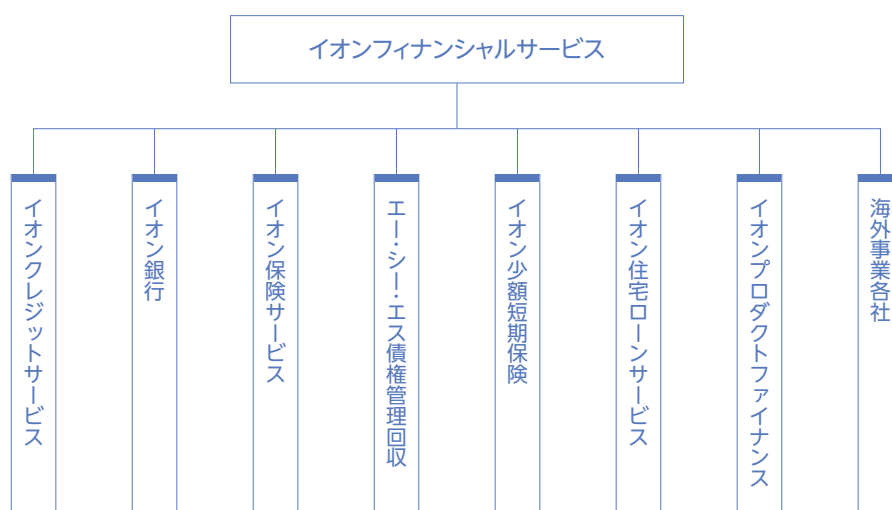 イオンフィナンシャルサービス
イオンクレジットサービス
イオン銀行
イオン保険サービス
エー・シー・エス債権管理回収
イオン少額短期保険
イオン住宅ローンサービス
イオンプロダクトファイナンス
海外事業各社